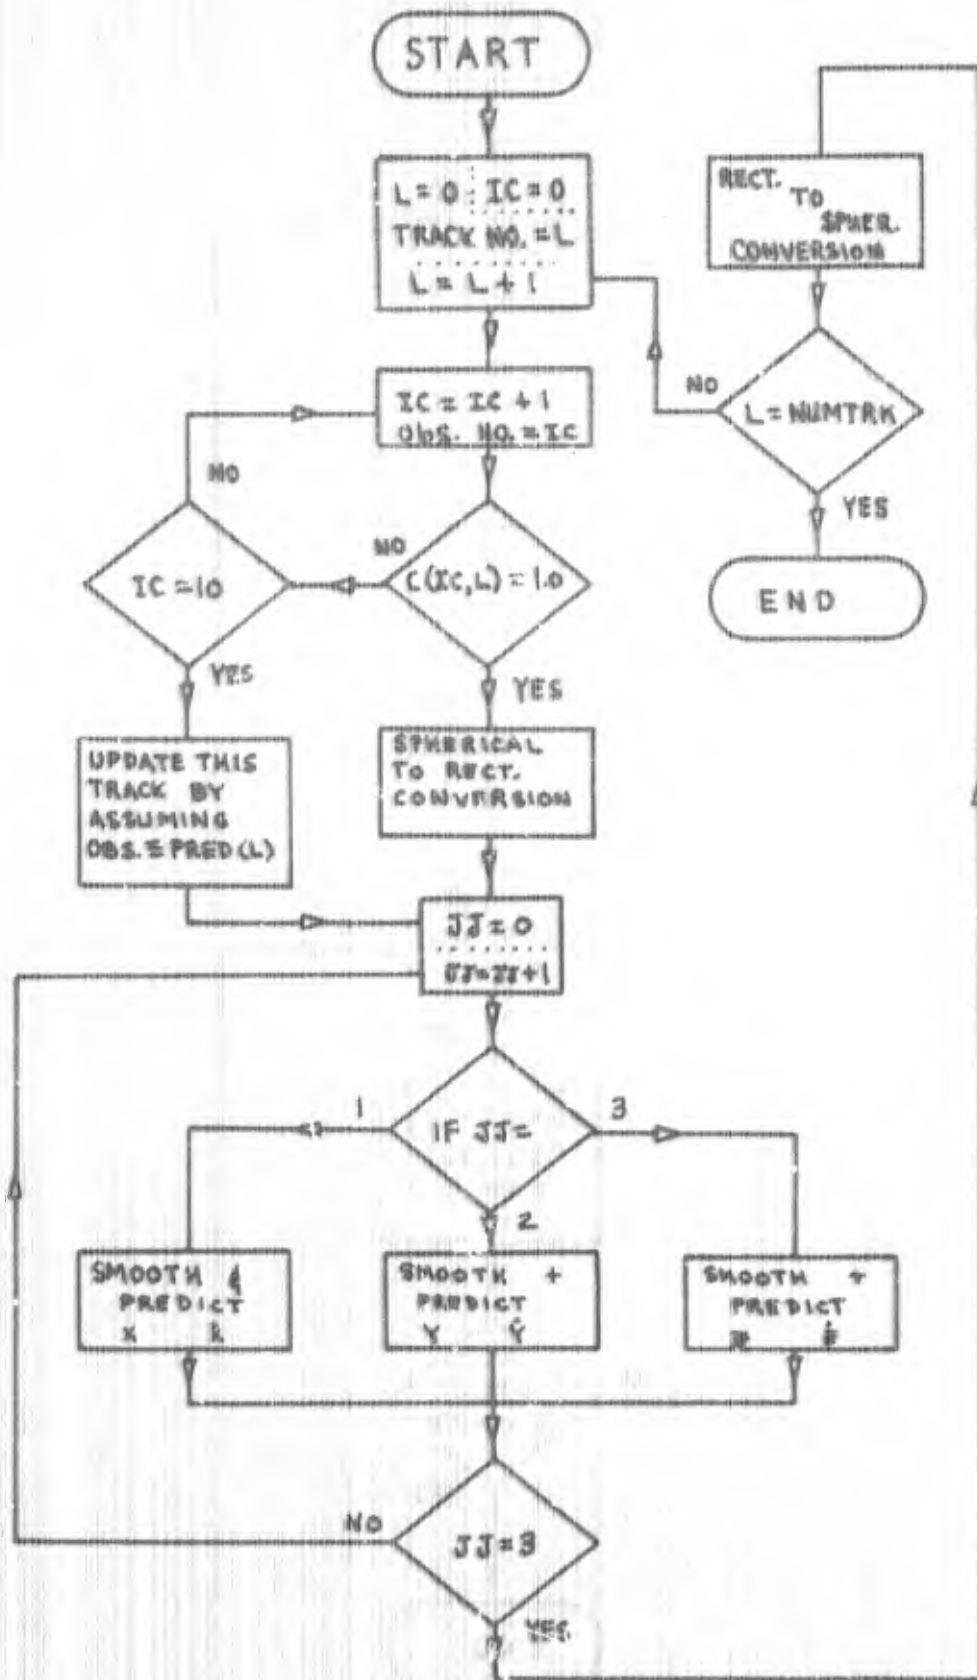 START
L = 0 IC = 0
TRACK NO. = L
L = L + 1
IC = IC + 1
Obs. NO. = IC
C(IC,L) = 1.0
NO
YES
IC = 10
NO
YES
UPDATE THIS
TRACK BY
ASSUMING
OBS. ≡ PRED(L)
SPHERICAL
TO RECT.
CONVERSION
JJ = 0
JJ=JJ+1
IF JJ=
1
2
3
SMOOTH &
PREDICT
X Ẋ
SMOOTH +
PREDICT
Y Ẏ
SMOOTH +
PREDICT
JJ=3
NO
YES
RECT.
TO
SPHER.
CONVERSION
L = NUMTRK
NO
YES
END